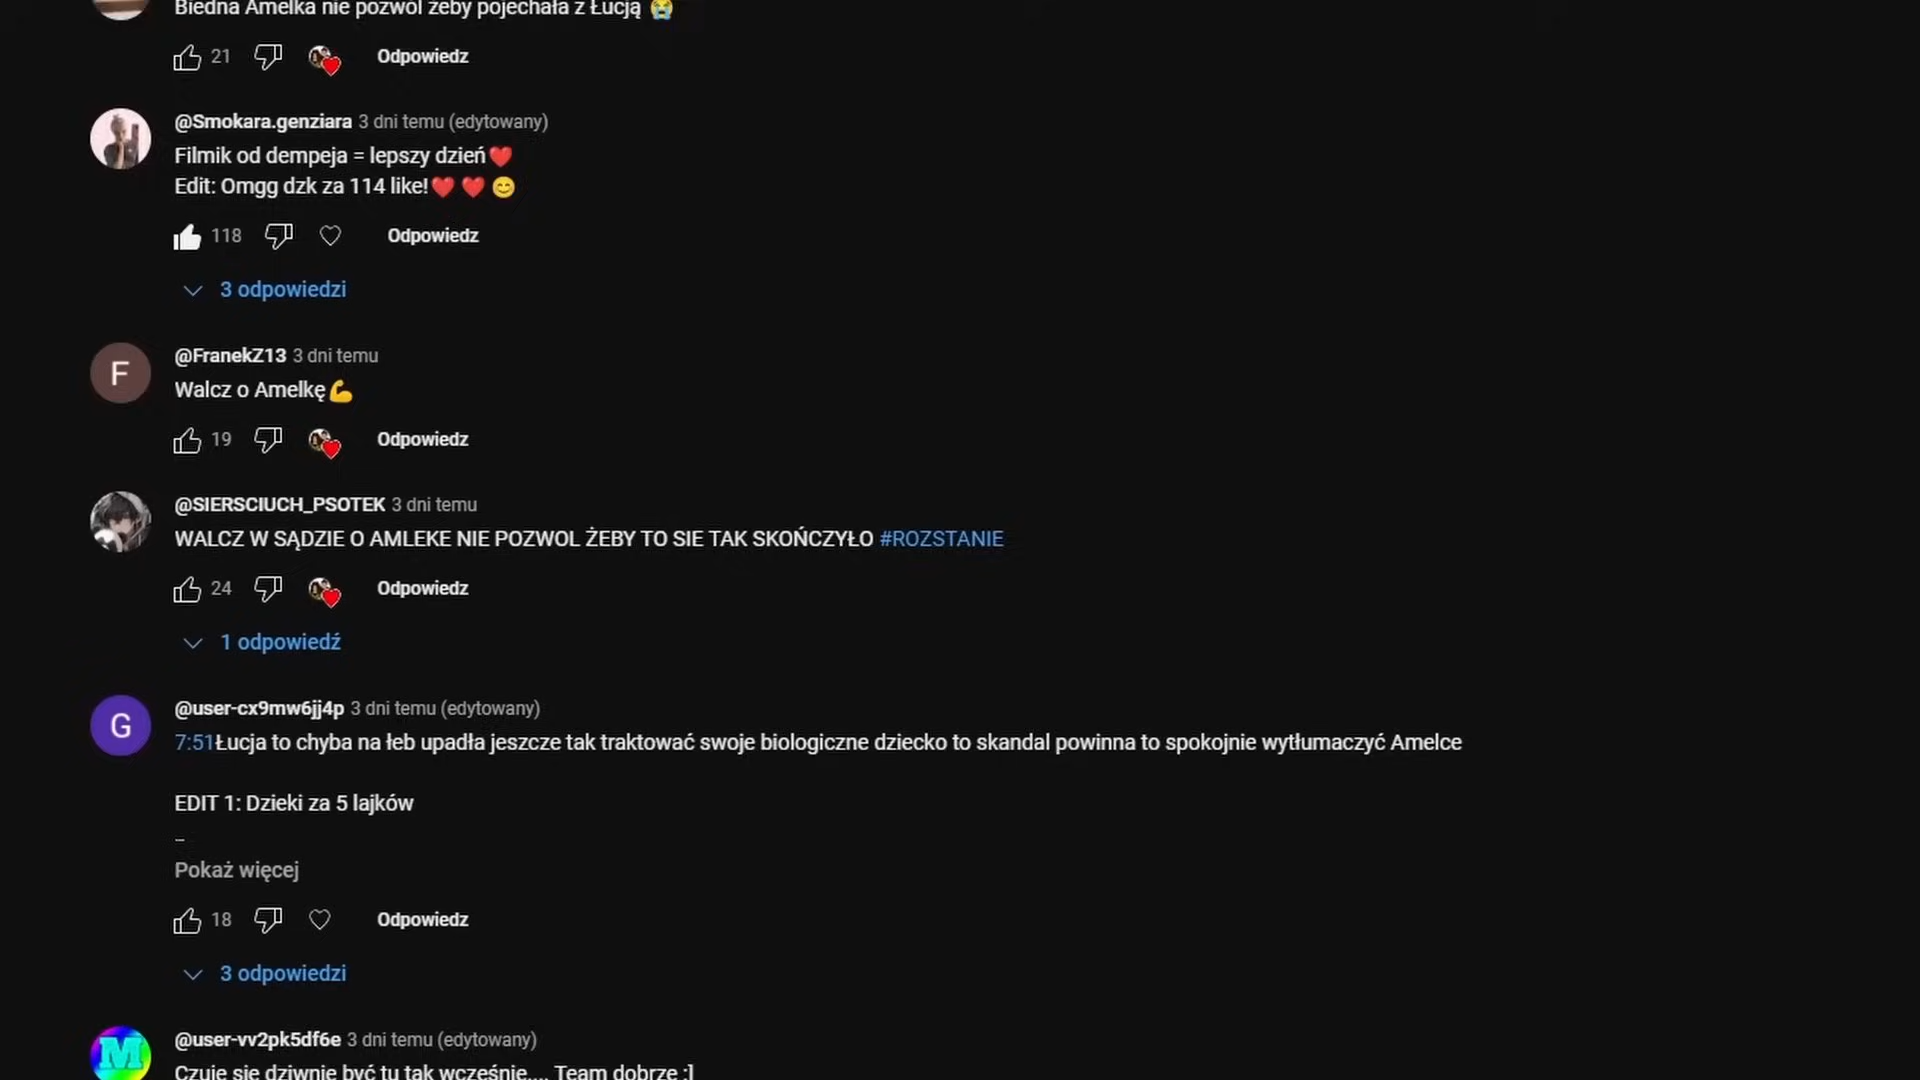 Biedna Amelka nie pozwól żeby pojechała z Łucją 😭
21 Odpowiedz
@Smokara.genziara 3 dni temu (edytowany)
Filmik od dempeja = lepszy dzień❤️
Edit: Omgg dzk za 114 like!❤️ ❤️ 😊
118 Odpowiedz
3 odpowiedzi
F
@FranekZ13 3 dni temu
Walcz o Amelkę💪
19 Odpowiedz
@SIERSCIUCH_PSOTEK 3 dni temu
WALCZ W SĄDZIE O AMLEKE NIE POZWOL ŻEBY TO SIE TAK SKOŃCZYŁO #ROZSTANIE
24 Odpowiedz
1 odpowiedź
G
@user-cx9mw6jj4p 3 dni temu (edytowany)
7:51Łucja to chyba na łeb upadła jeszcze tak traktować swoje biologiczne dziecko to skandal powinna to spokojnie wytłumaczyć Amelce
EDIT 1: Dzieki za 5 lajków
_
Pokaż więcej
18 Odpowiedz
3 odpowiedzi
M
@user-vv2pk5df6e 3 dni temu (edytowany)
Czuje się dziwnie być tu tak wcześnie.... Team dobrze :]